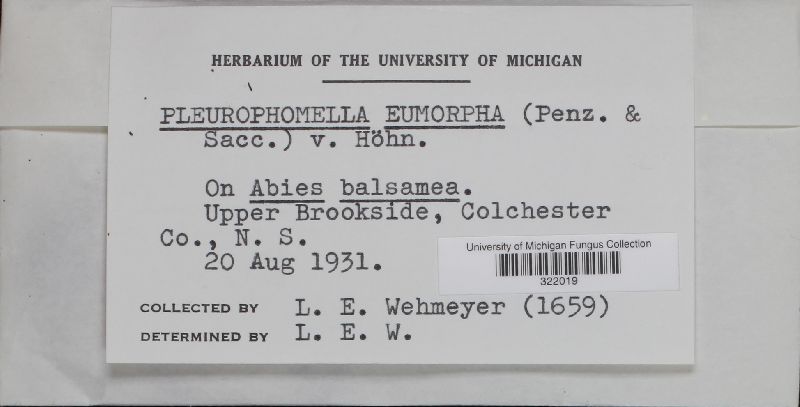 HERBARIUM OF THE UNIVERSITY OF MICHIGAN
PLEUROPHOMELLA EUMORPHA (Penz. &
Sacc.) v. Höhn.
On Abies balsamea.
Upper Brookside, Colchester
Co., N. S.
20 Aug 1931.
University of Michigan Fungus Collection
322019
COLLECTED BY L. E. Wehmeyer (1659)
DETERMINED BY L. E. W.